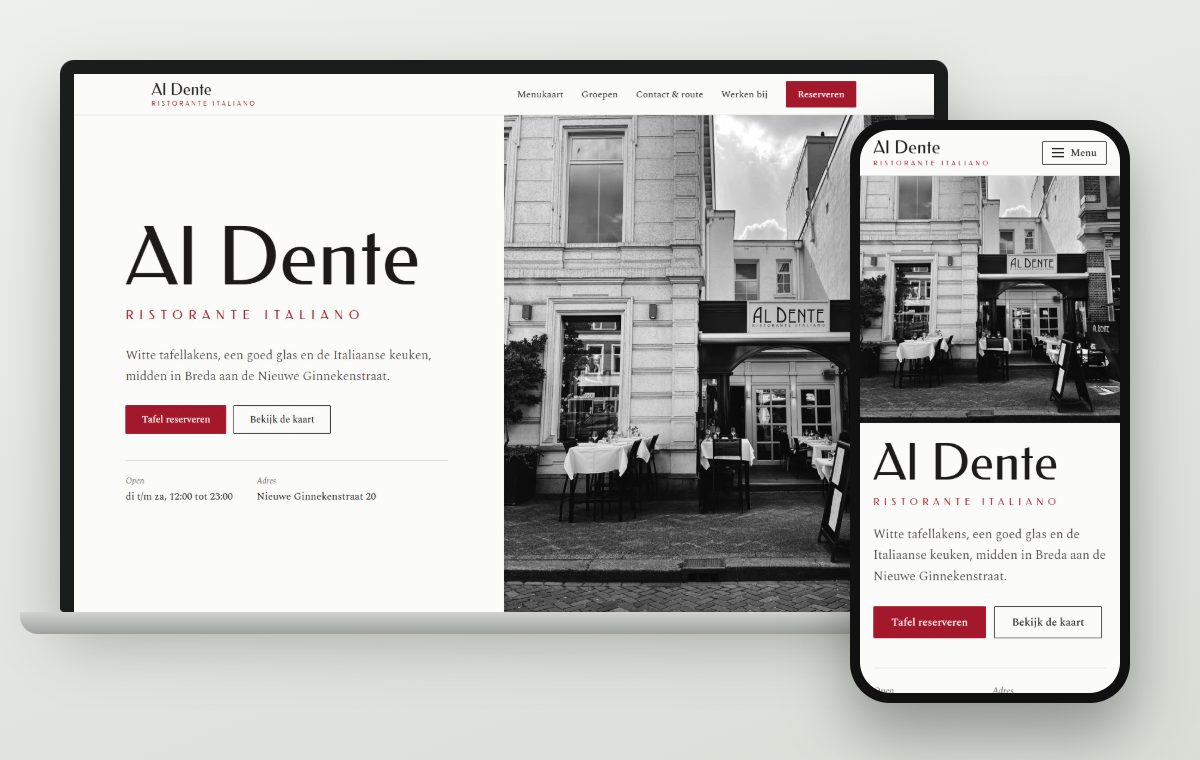 Al Dente
RISTORANTE ITALIANO
Menukaart Groepen Contact & route Werken bij Reserveren
Al Dente
RISTORANTE ITALIANO
Witte tafellakens, een goed glas en de Italiaanse keuken,
midden in Breda aan de Nieuwe Ginnekenstraat.
Tafel reserveren Bekijk de kaart
Open Adres
di t/m za, 12:00 tot 23:00 Nieuwe Ginnekenstraat 20
AL DENTE
RISTORANTE ITALIANO
Al Dente
RISTORANTE ITALIANO
Menu
AL DENTE
Al Dente
RISTORANTE ITALIANO
Witte tafellakens, een goed glas en de
Italiaanse keuken, midden in Breda aan de
Nieuwe Ginnekenstraat.
Tafel reserveren Bekijk de kaart
Open Adres